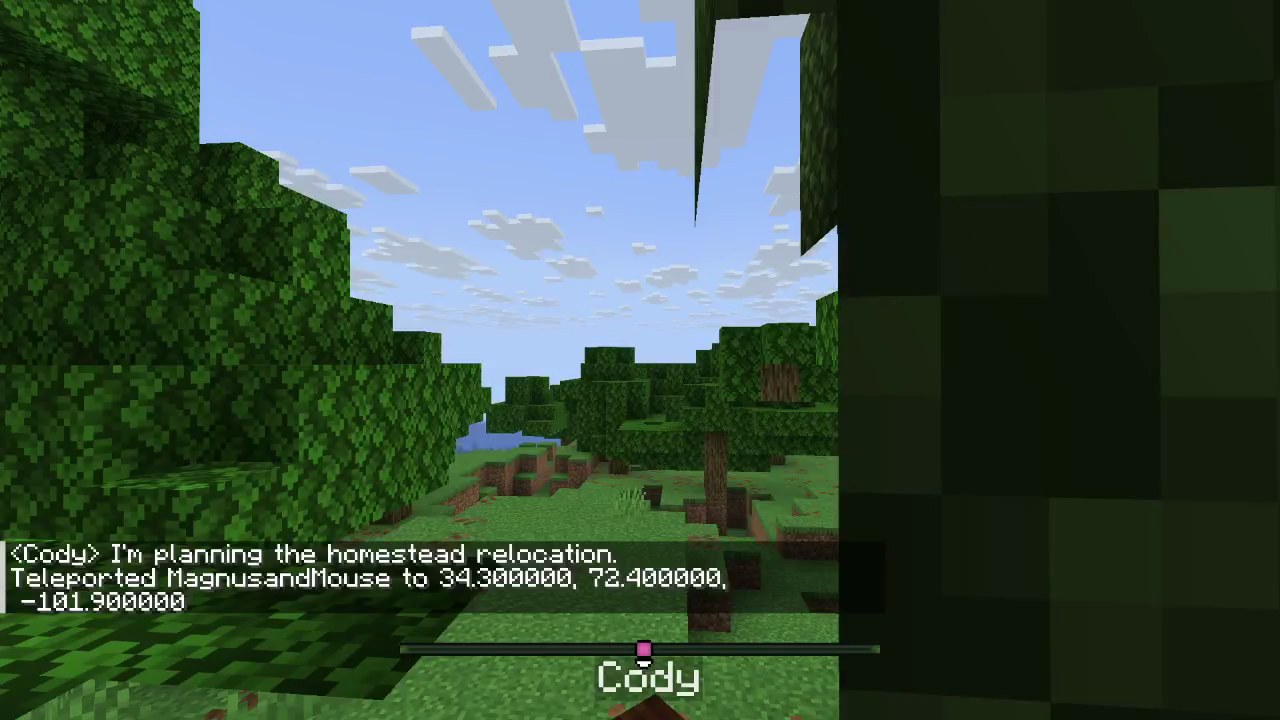 <Cody> I'm planning the homestead relocation.
Teleported MagnusandMouse to 34.300000, 72.400000,
-101.900000
Cody